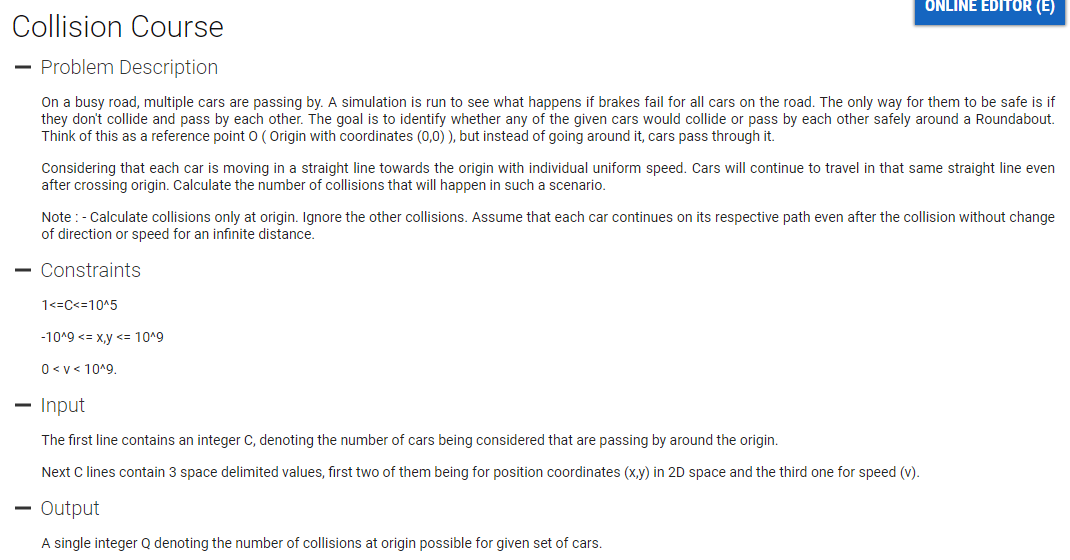 ONLINE EDITOR (E)
Collision Course
Problem Description
On a busy road, multiple cars are passing by. A simulation is run to see what happens if brakes fail for all cars on the road. The only way for them to be safe is if
they don't collide and pass by each other. The goal is to identify whether any of the given cars would collide or pass by each other safely around a Roundabout.
Think of this as a reference point O ( Origin with coordinates (0,0) ), but instead of going around it, cars pass through it.
Considering that each car is moving in a straight line towards the origin with individual uniform speed. Cars will continue to travel in that same straight line even
after crossing origin. Calculate the number of collisions that will happen in such a scenario.
Note : - Calculate collisions only at origin. Ignore the other collisions. Assume that each car continues on its respective path even after the collision without change
of direction or speed for an infinite distance.
Constraints
1<=C<=10^5
-10^9 <= x,y <= 10^9
0 < v < 10^9.
Input
The first line contains an integer C, denoting the number of cars being considered that are passing by around the origin.
Next C lines contain 3 space delimited values, first two of them being for position coordinates (x,y) in 2D space and the third one for speed (v).
Output
A single integer Q denoting the number of collisions at origin possible for given set of cars.